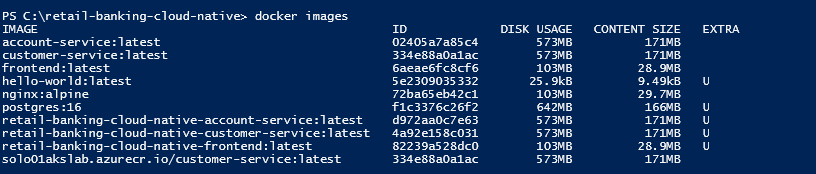 PS C:\retail-banking-cloud-native> docker images
IMAGE ID DISK USAGE CONTENT SIZE EXTRA
account-service:latest 02405a7a85c4 573MB 171MB
customer-service:latest 334e88a0a1ac 573MB 171MB
frontend:latest 6aeae6fc8cf6 103MB 28.9MB
hello-world:latest 5e2309035332 25.9kB 9.49kB U
nginx:alpine 72ba65eb42c1 103MB 29.7MB
postgres:16 f1c3376c26f2 642MB 166MB U
retail-banking-cloud-native-account-service:latest d972aa0c7e63 573MB 171MB U
retail-banking-cloud-native-customer-service:latest 4a92e158c031 573MB 171MB U
retail-banking-cloud-native-frontend:latest 82239a528dc0 103MB 28.9MB U
solo01akslab.azurecr.io/customer-service:latest 334e88a0a1ac 573MB 171MB